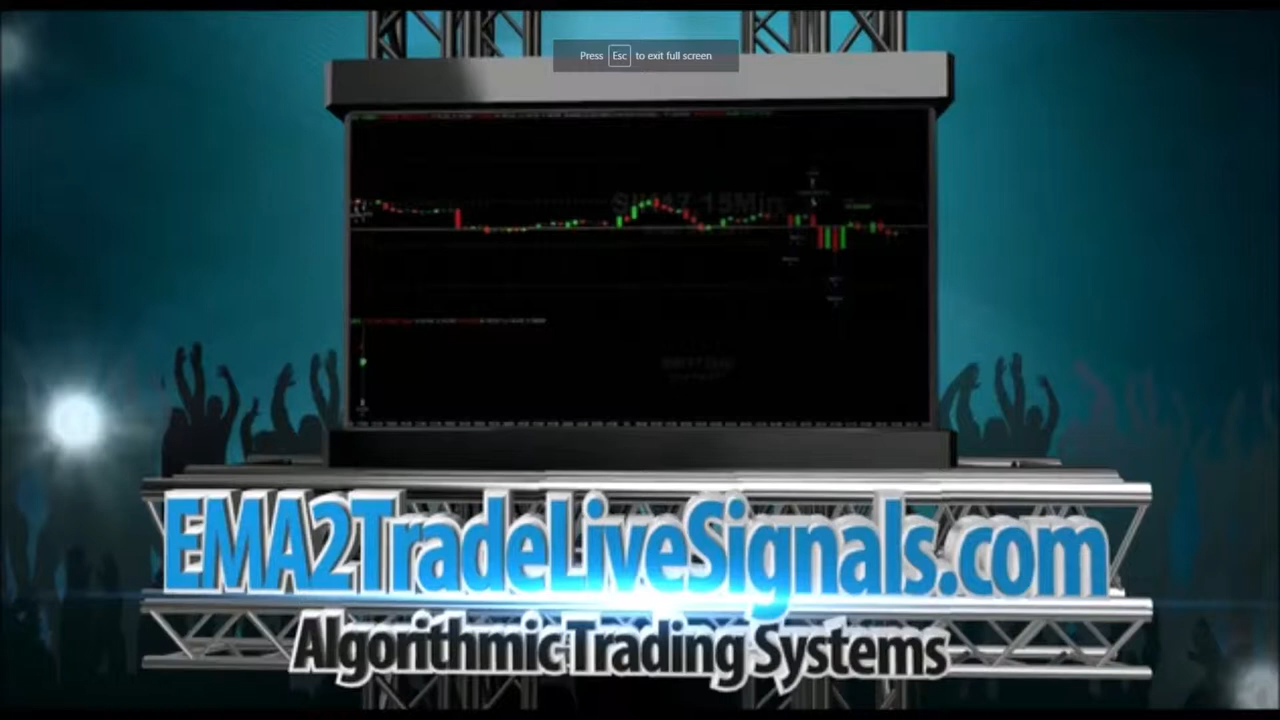 Press Esc to exit full screen
EMA2TradeLiveSignals.com
Algorithmic Trading Systems